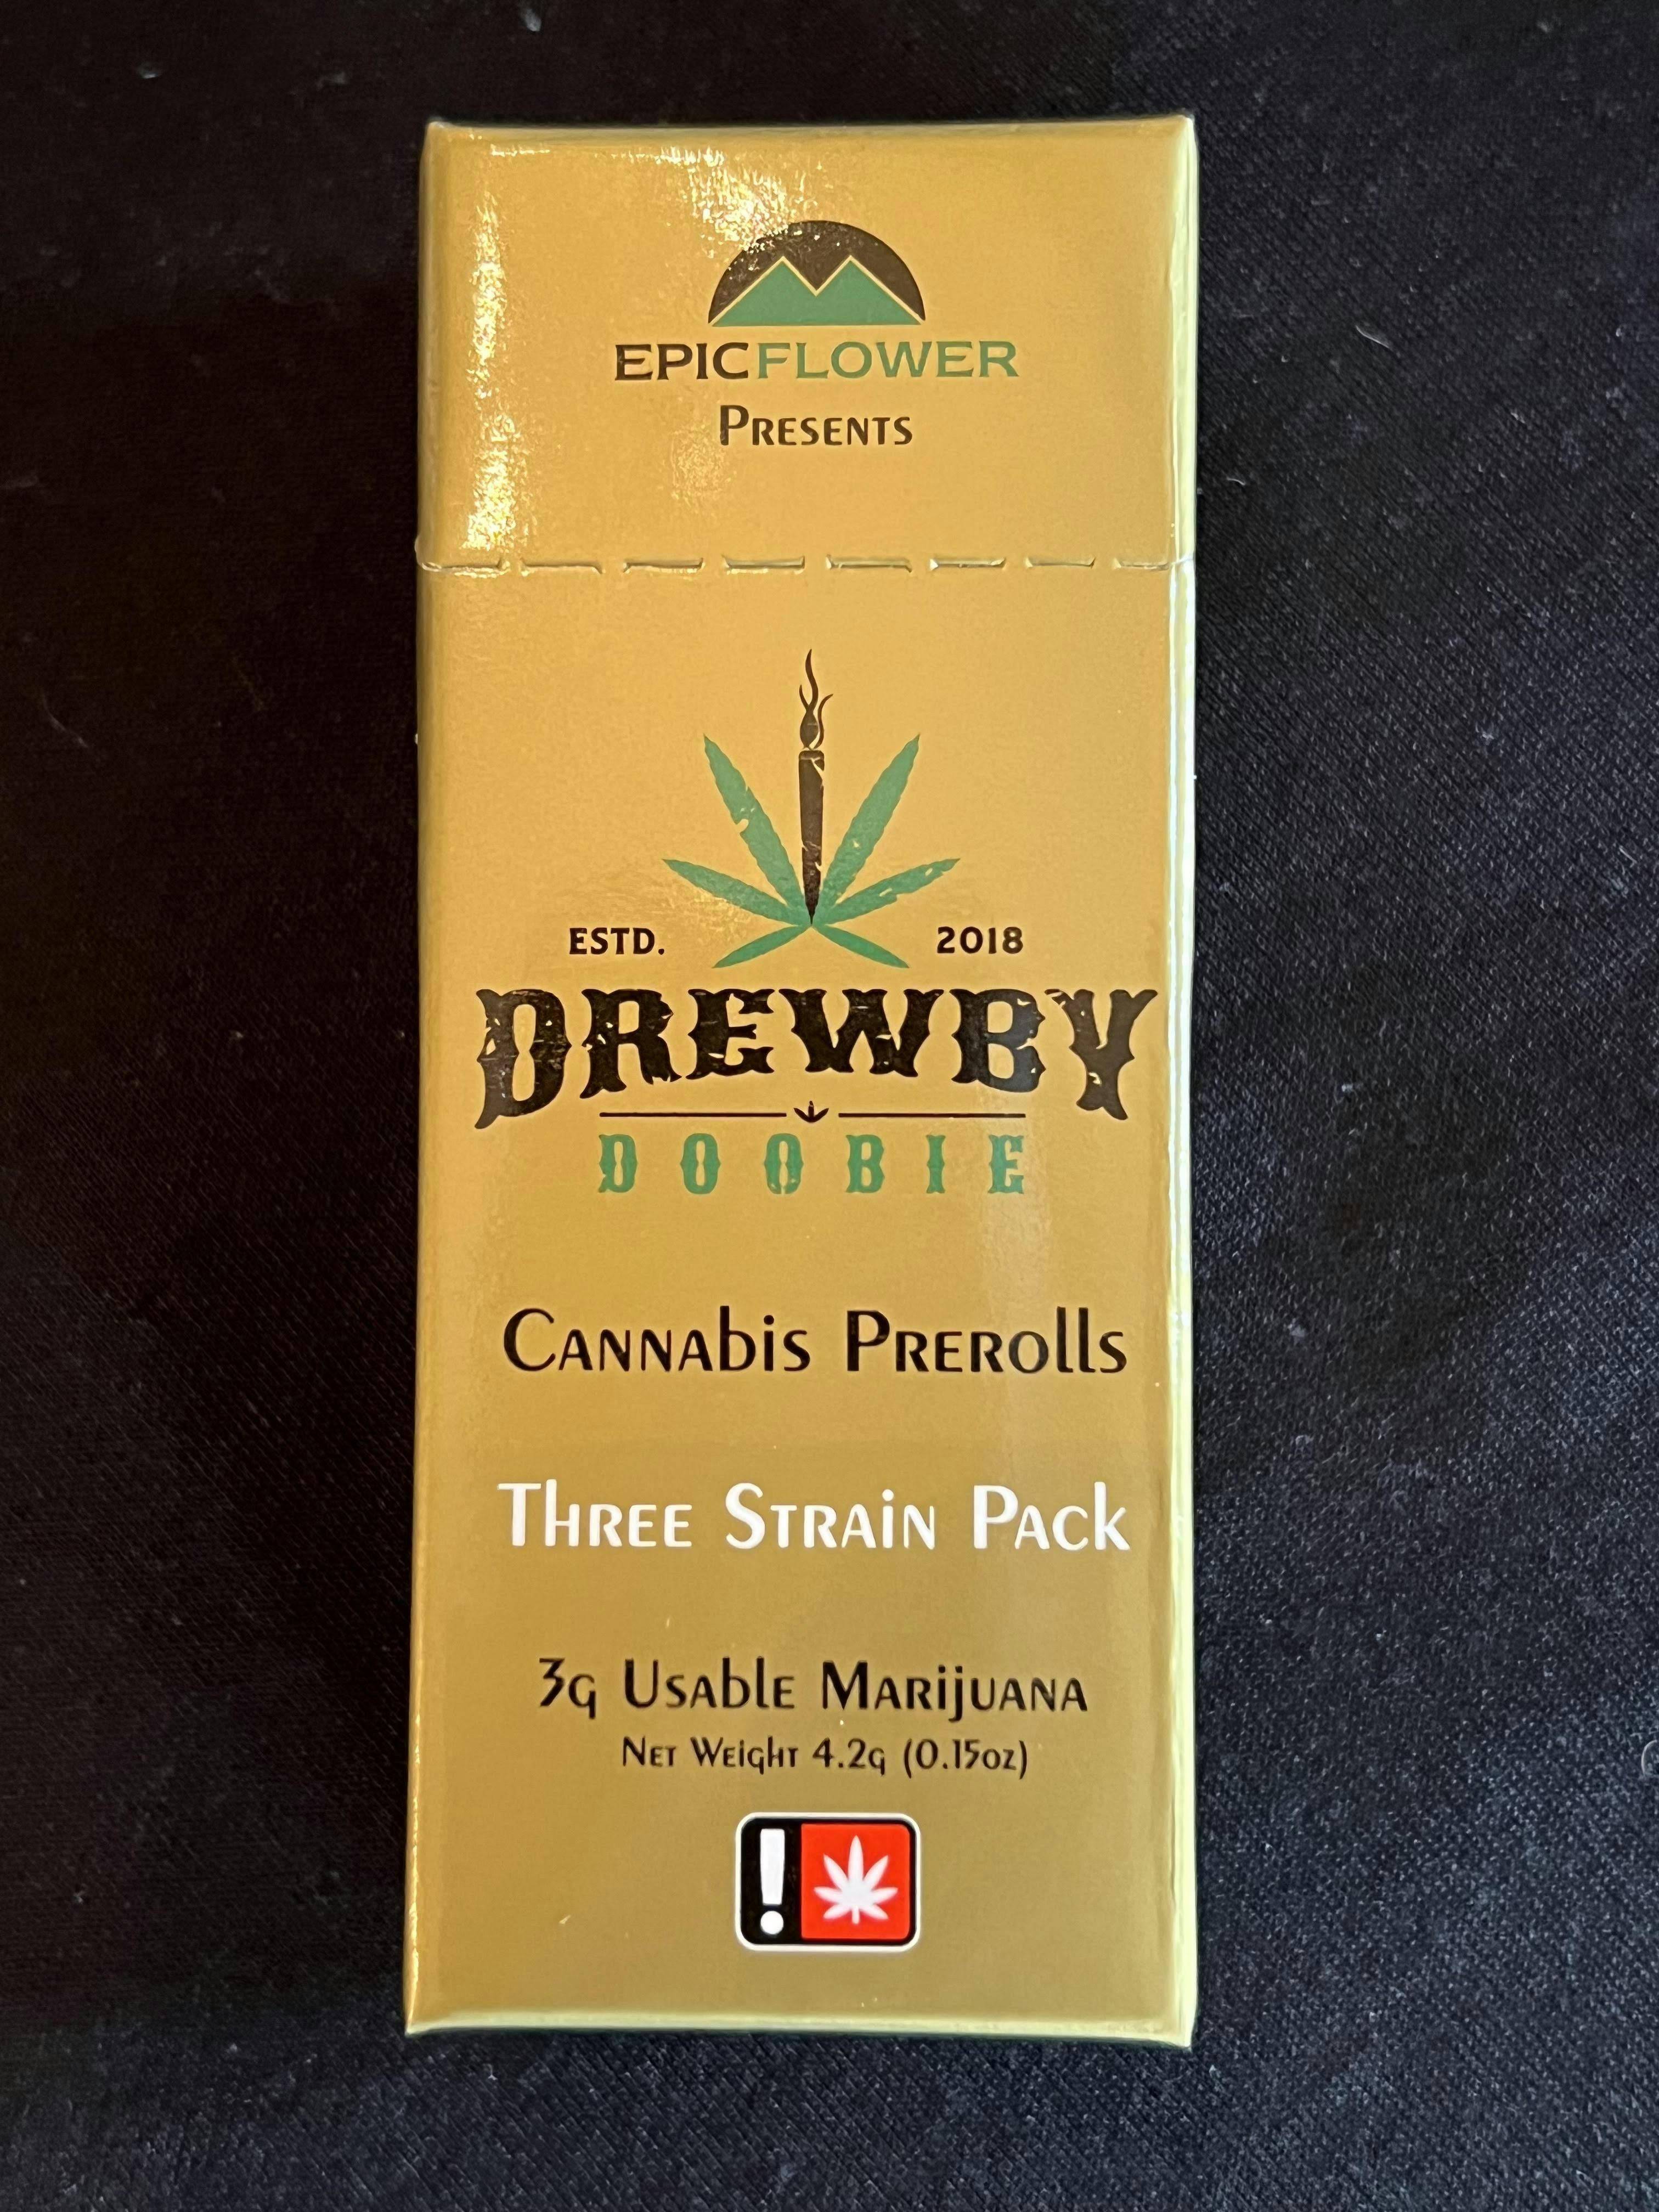 EPICFLOWER
Presents
ESTD. 2018
DREWBY
DOOBIE
Cannabis Prerolls
Three Strain Pack
3g Usable Marijuana
Net Weight 4.2g (0.15oz)
!